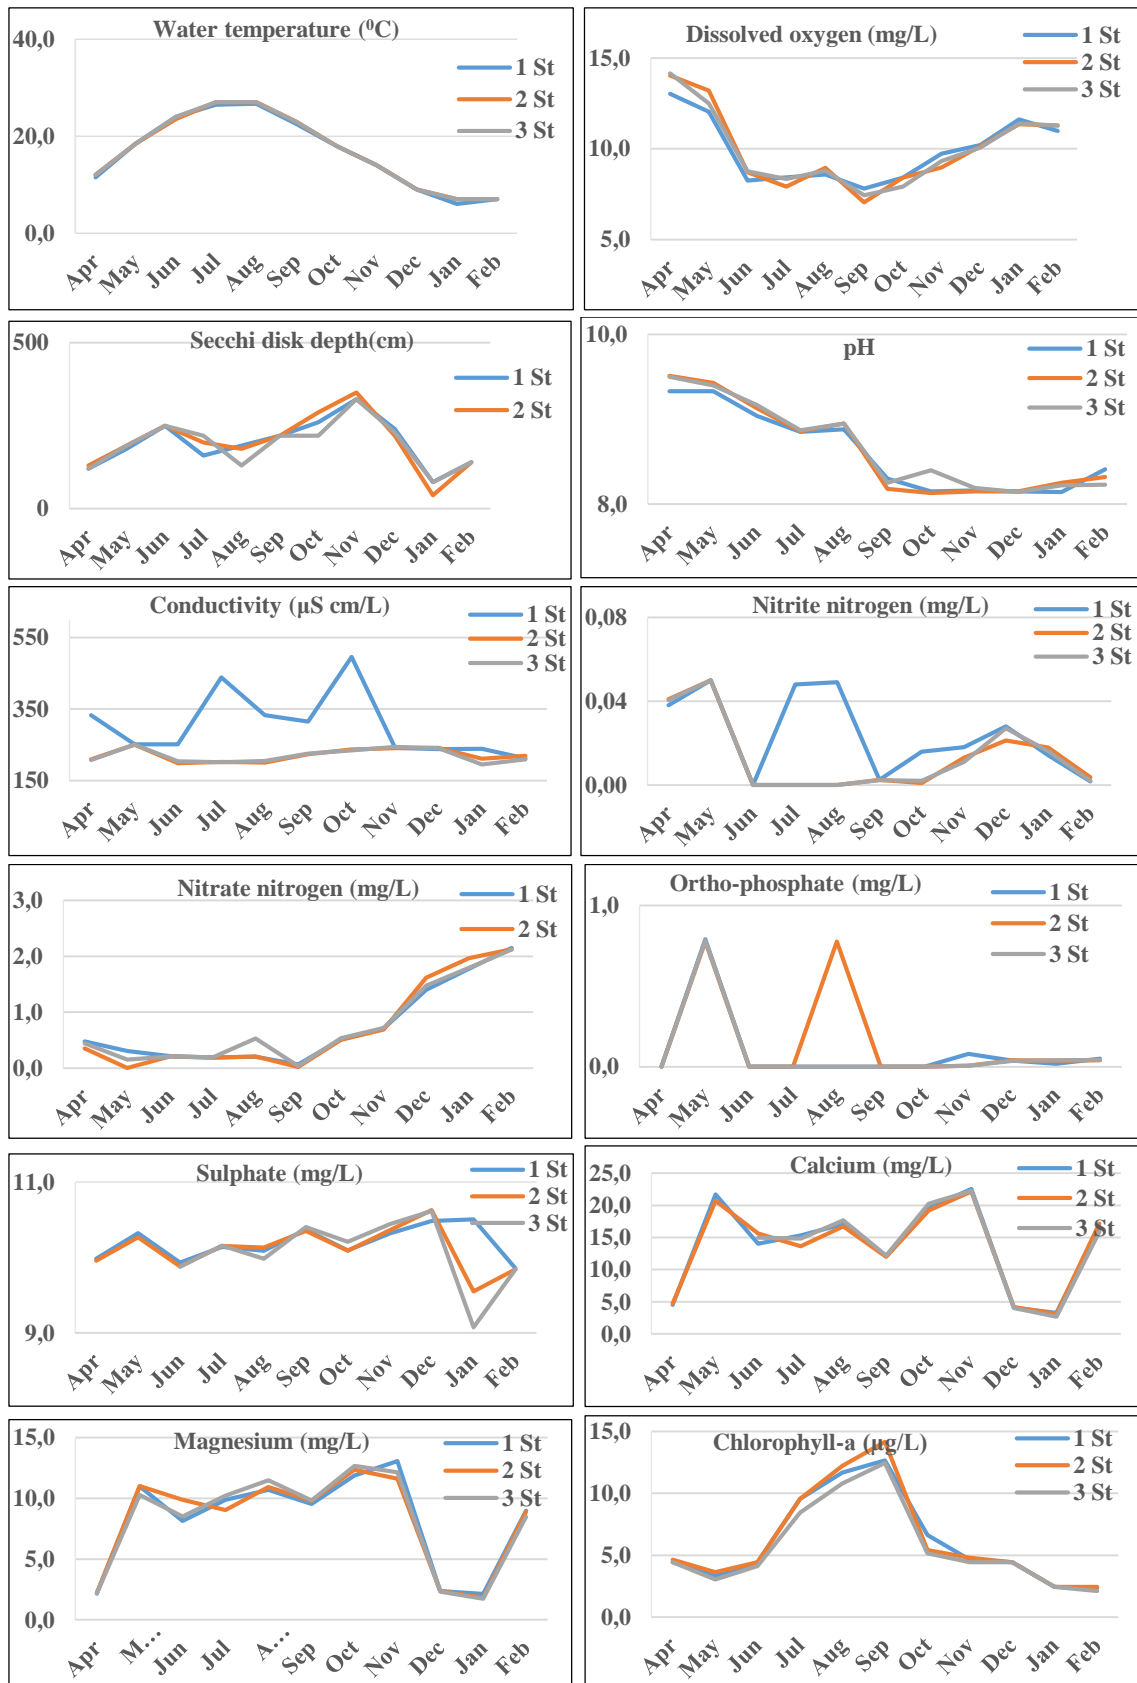 Water temperature (⁰C)
40,0
20,0
0,0
1 St
2 St
3 St
Apr
May
Jun
Jul
Aug
Sep
Oct
Nov
Dec
Jan
Feb
Dissolved oxygen (mg/L)
15,0
10,0
5,0
1 St
2 St
3 St
Apr
May
Jun
Jul
Aug
Sep
Oct
Nov
Dec
Jan
Feb
Secchi disk depth(cm)
500
0
1 St
2 St
Apr
May
Jun
Jul
Aug
Sep
Oct
Nov
Dec
Jan
Feb
pH
10,0
8,0
1 St
2 St
3 St
Apr
May
Jun
Jul
Aug
Sep
Oct
Nov
Dec
Jan
Feb
Conductivity (µS cm/L)
550
350
150
1 St
2 St
3 St
Apr
May
Jun
Jul
Aug
Sep
Oct
Nov
Dec
Jan
Feb
Nitrite nitrogen (mg/L)
0,08
0,04
0,00
1 St
2 St
3 St
Apr
May
Jun
Jul
Aug
Sep
Oct
Nov
Dec
Jan
Feb
Nitrate nitrogen (mg/L)
3,0
2,0
1,0
0,0
1 St
2 St
Apr
May
Jun
Jul
Aug
Sep
Oct
Nov
Dec
Jan
Feb
Ortho-phosphate (mg/L)
1,0
0,0
1 St
2 St
3 St
Apr
May
Jun
Jul
Aug
Sep
Oct
Nov
Dec
Jan
Feb
Sulphate (mg/L)
11,0
9,0
1 St
2 St
3 St
Apr
May
Jun
Jul
Aug
Sep
Oct
Nov
Dec
Jan
Feb
Calcium (mg/L)
25,0
20,0
15,0
10,0
5,0
0,0
1 St
2 St
3 St
Apr
May
Jun
Jul
Aug
Sep
Oct
Nov
Dec
Jan
Feb
Magnesium (mg/L)
15,0
10,0
5,0
0,0
1 St
2 St
3 St
Apr
M…
Jun
Jul
A…
Sep
Oct
Nov
Dec
Jan
Feb
Chlorophyll-a (µg/L)
15,0
10,0
5,0
0,0
1 St
2 St
3 St
Apr
May
Jun
Jul
Aug
Sep
Oct
Nov
Dec
Jan
Feb